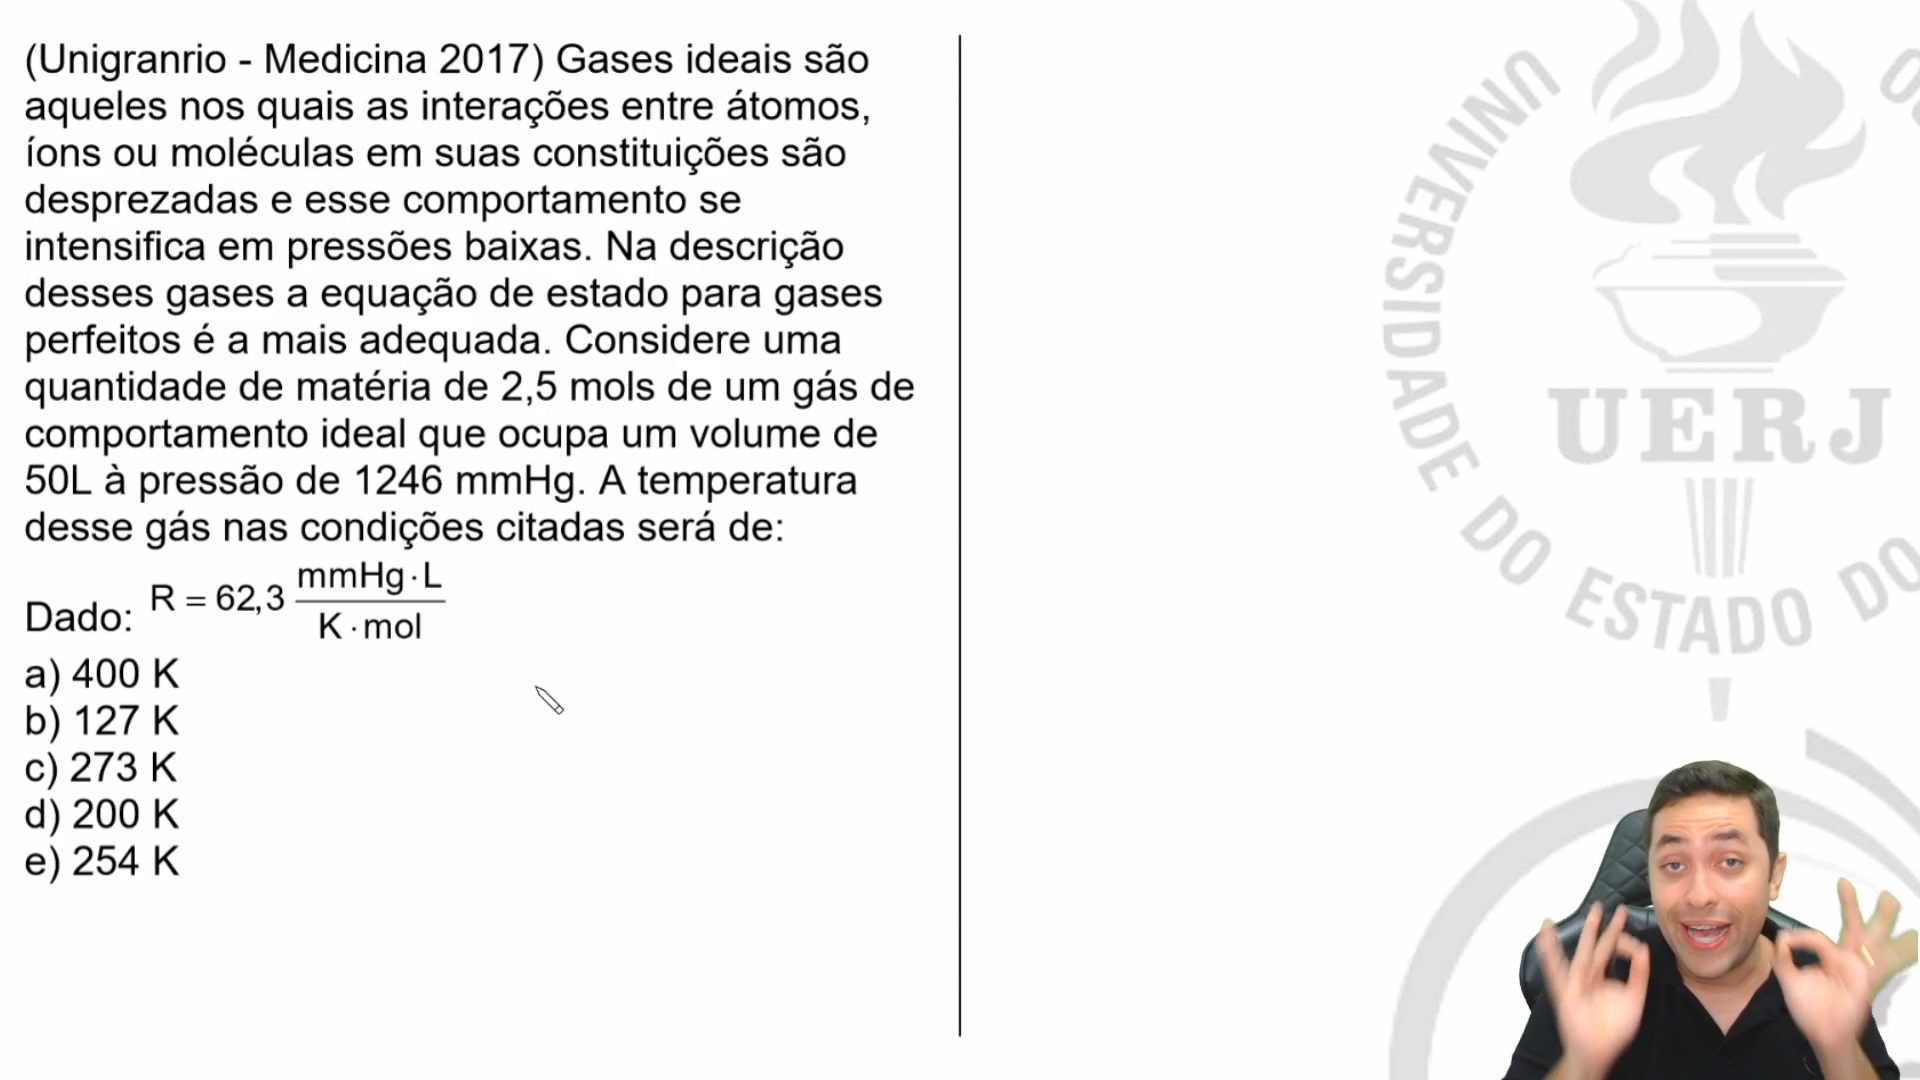 (Unigranrio - Medicina 2017) Gases ideais são
aqueles nos quais as interações entre átomos,
íons ou moléculas em suas constituições são
desprezadas e esse comportamento se
intensifica em pressões baixas. Na descrição
desses gases a equação de estado para gases
perfeitos é a mais adequada. Considere uma
quantidade de matéria de 2,5 mols de um gás de
comportamento ideal que ocupa um volume de
50L à pressão de 1246 mmHg. A temperatura
desse gás nas condições citadas será de:
Dado: R = 62,3 mmHg · L
K · mol
a) 400 K
b) 127 K
c) 273 K
d) 200 K
e) 254 K
UNIVERSIDADE DO ESTADO DO
UERJ